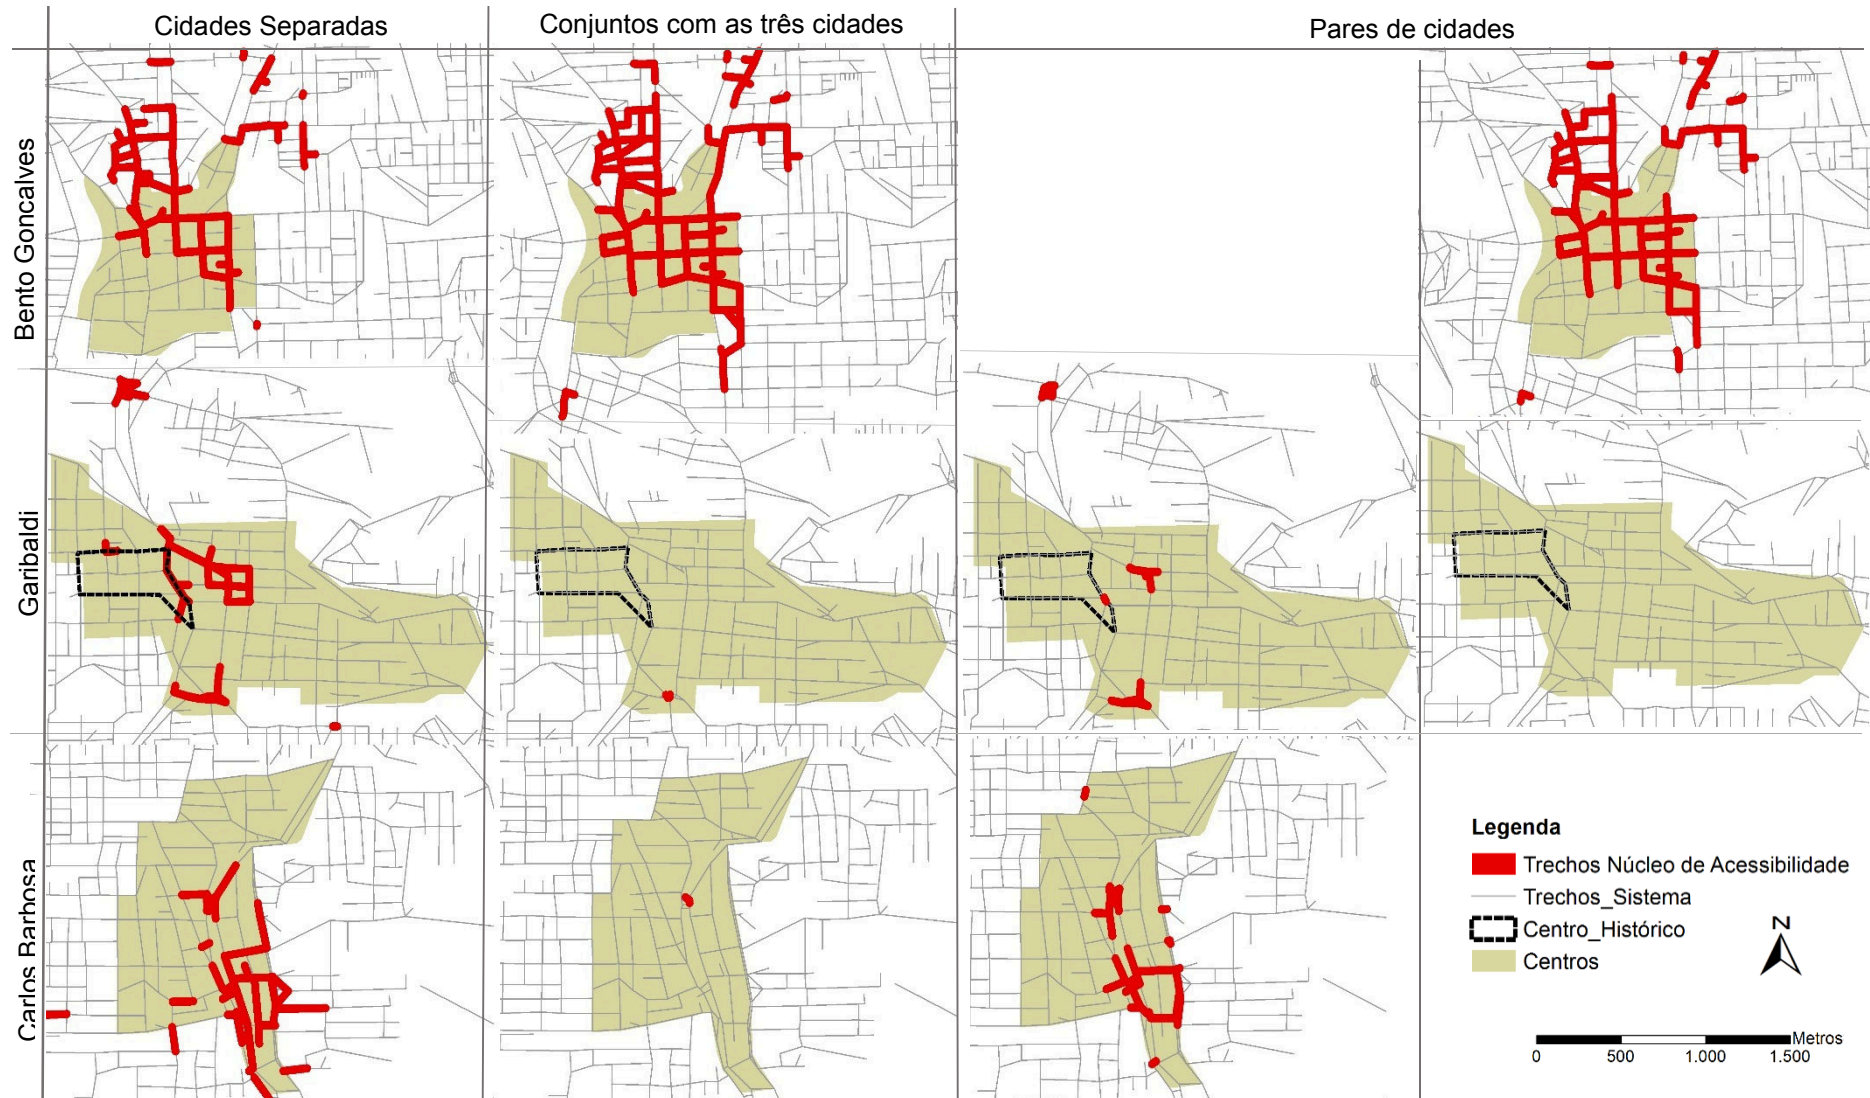 Cidades Separadas
Conjuntos com as três cidades
Pares de cidades
Bento Goncalves
Garibaldi
Carlos Barbosa
Legenda
Trechos Núcleo de Acessibilidade
Trechos_Sistema
Centro_Histórico
Centros
N
Metros
0 500 1.000 1.500